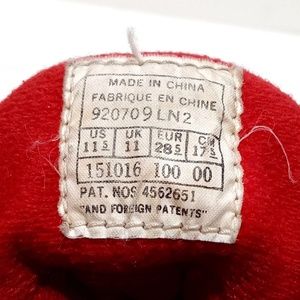 MADE IN CHINA
FABRIQUE EN CHINE
920709 LN2
US UK EUR CM
11.5 11 28.5 17.5
151016 100 00
PAT. NOS 4562651
"AND FOREIGN PATENTS"